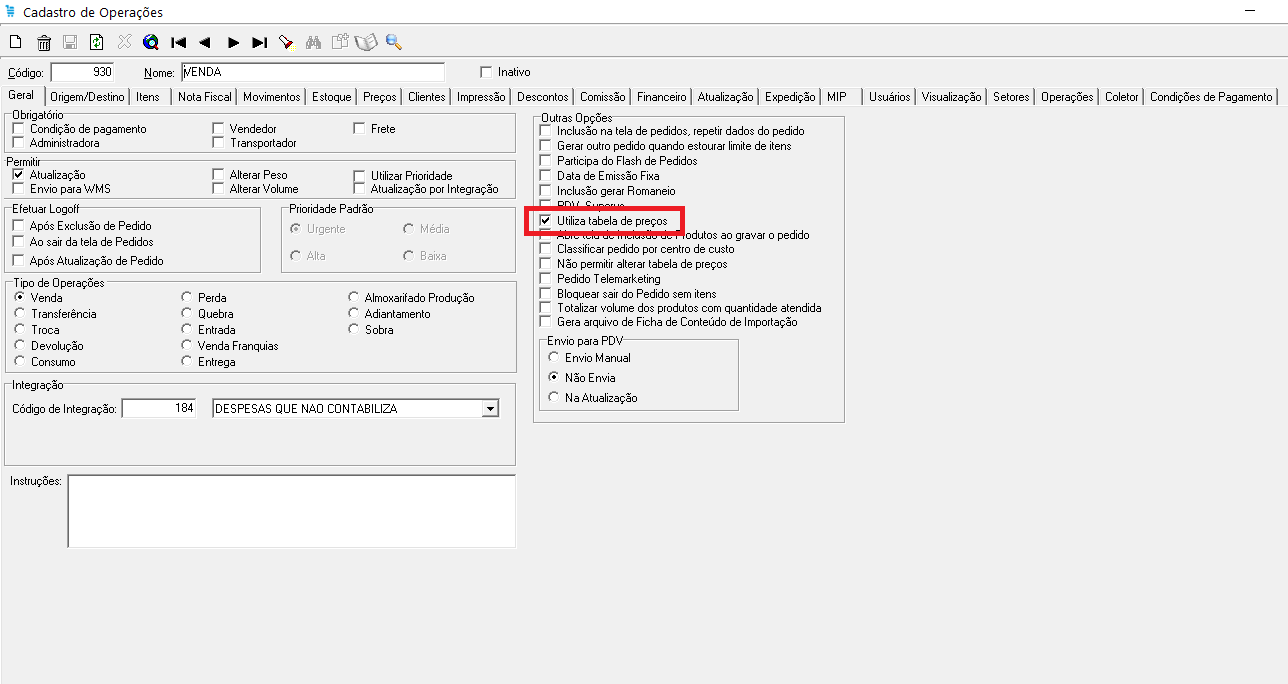 Cadastro de Operações
Código: 930 Nome: VENDA Inativo
Geral Origem/Destino Itens Nota Fiscal Movimentos Estoque Preços Clientes Impressão Descontos Comissão Financeiro Atualização Expedição MIP Usuários Visualização Setores Operações Coletor Condições de Pagamento
Obrigatório
Condição de pagamento Vendedor Frete
Administradora Transportador
Permitir
Atualização Alterar Peso Utilizar Prioridade
Envio para WMS Alterar Volume Atualização por Integração
Efetuar Logoff
Após Exclusão de Pedido
Ao sair da tela de Pedidos
Após Atualização de Pedido
Prioridade Padrão
Urgente Média
Alta Baixa
Tipo de Operações
Venda Perda Almoxarifado Produção
Transferência Quebra Adiantamento
Troca Entrada Sobra
Devolução Venda Franquias
Consumo Entrega
Integração
Código de Integração: 184 DESPESAS QUE NAO CONTABILIZA
Instruções:
Outras Opções
Inclusão na tela de pedidos, repetir dados do pedido
Gerar outro pedido quando estourar limite de itens
Participa do Flash de Pedidos
Data de Emissão Fixa
Inclusão gerar Romaneio
PDV Superus
Utiliza tabela de preços
Abre tela de Inclusão de Produtos ao gravar o pedido
Classificar pedido por centro de custo
Não permitir alterar tabela de preços
Pedido Telemarketing
Bloquear sair do Pedido sem itens
Totalizar volume dos produtos com quantidade atendida
Gera arquivo de Ficha de Conteúdo de Importação
Envio para PDV
Envio Manual
Não Envia
Na Atualização